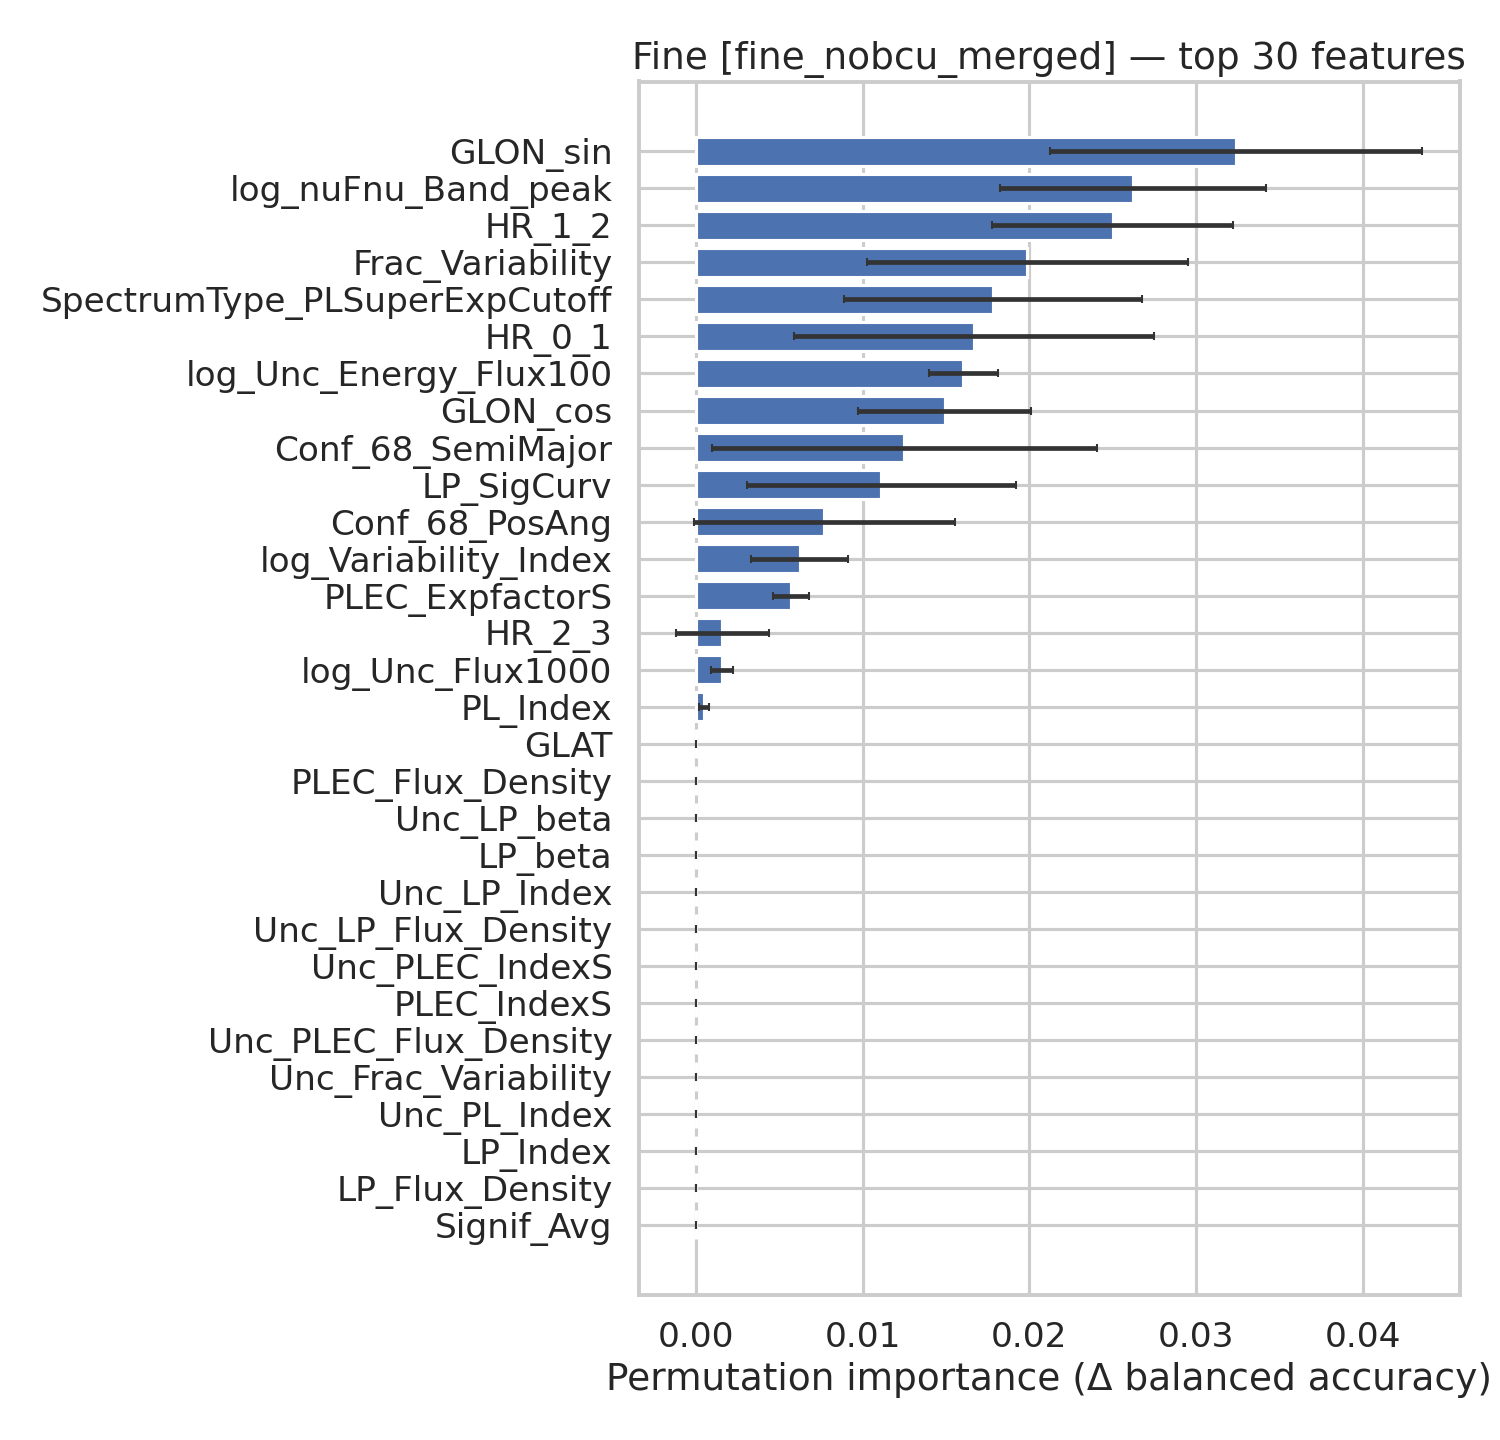 Fine [fine_nobcu_merged] — top 30 features
GLON_sin
log_nuFnu_Band_peak
HR_1_2
Frac_Variability
SpectrumType_PLSuperExpCutoff
HR_0_1
log_Unc_Energy_Flux100
GLON_cos
Conf_68_SemiMajor
LP_SigCurv
Conf_68_PosAng
log_Variability_Index
PLEC_ExpfactorS
HR_2_3
log_Unc_Flux1000
PL_Index
GLAT
PLEC_Flux_Density
Unc_LP_beta
LP_beta
Unc_LP_Index
Unc_LP_Flux_Density
Unc_PLEC_IndexS
PLEC_IndexS
Unc_PLEC_Flux_Density
Unc_Frac_Variability
Unc_PL_Index
LP_Index
LP_Flux_Density
Signif_Avg
0.00 0.01 0.02 0.03 0.04
Permutation importance (Δ balanced accuracy)